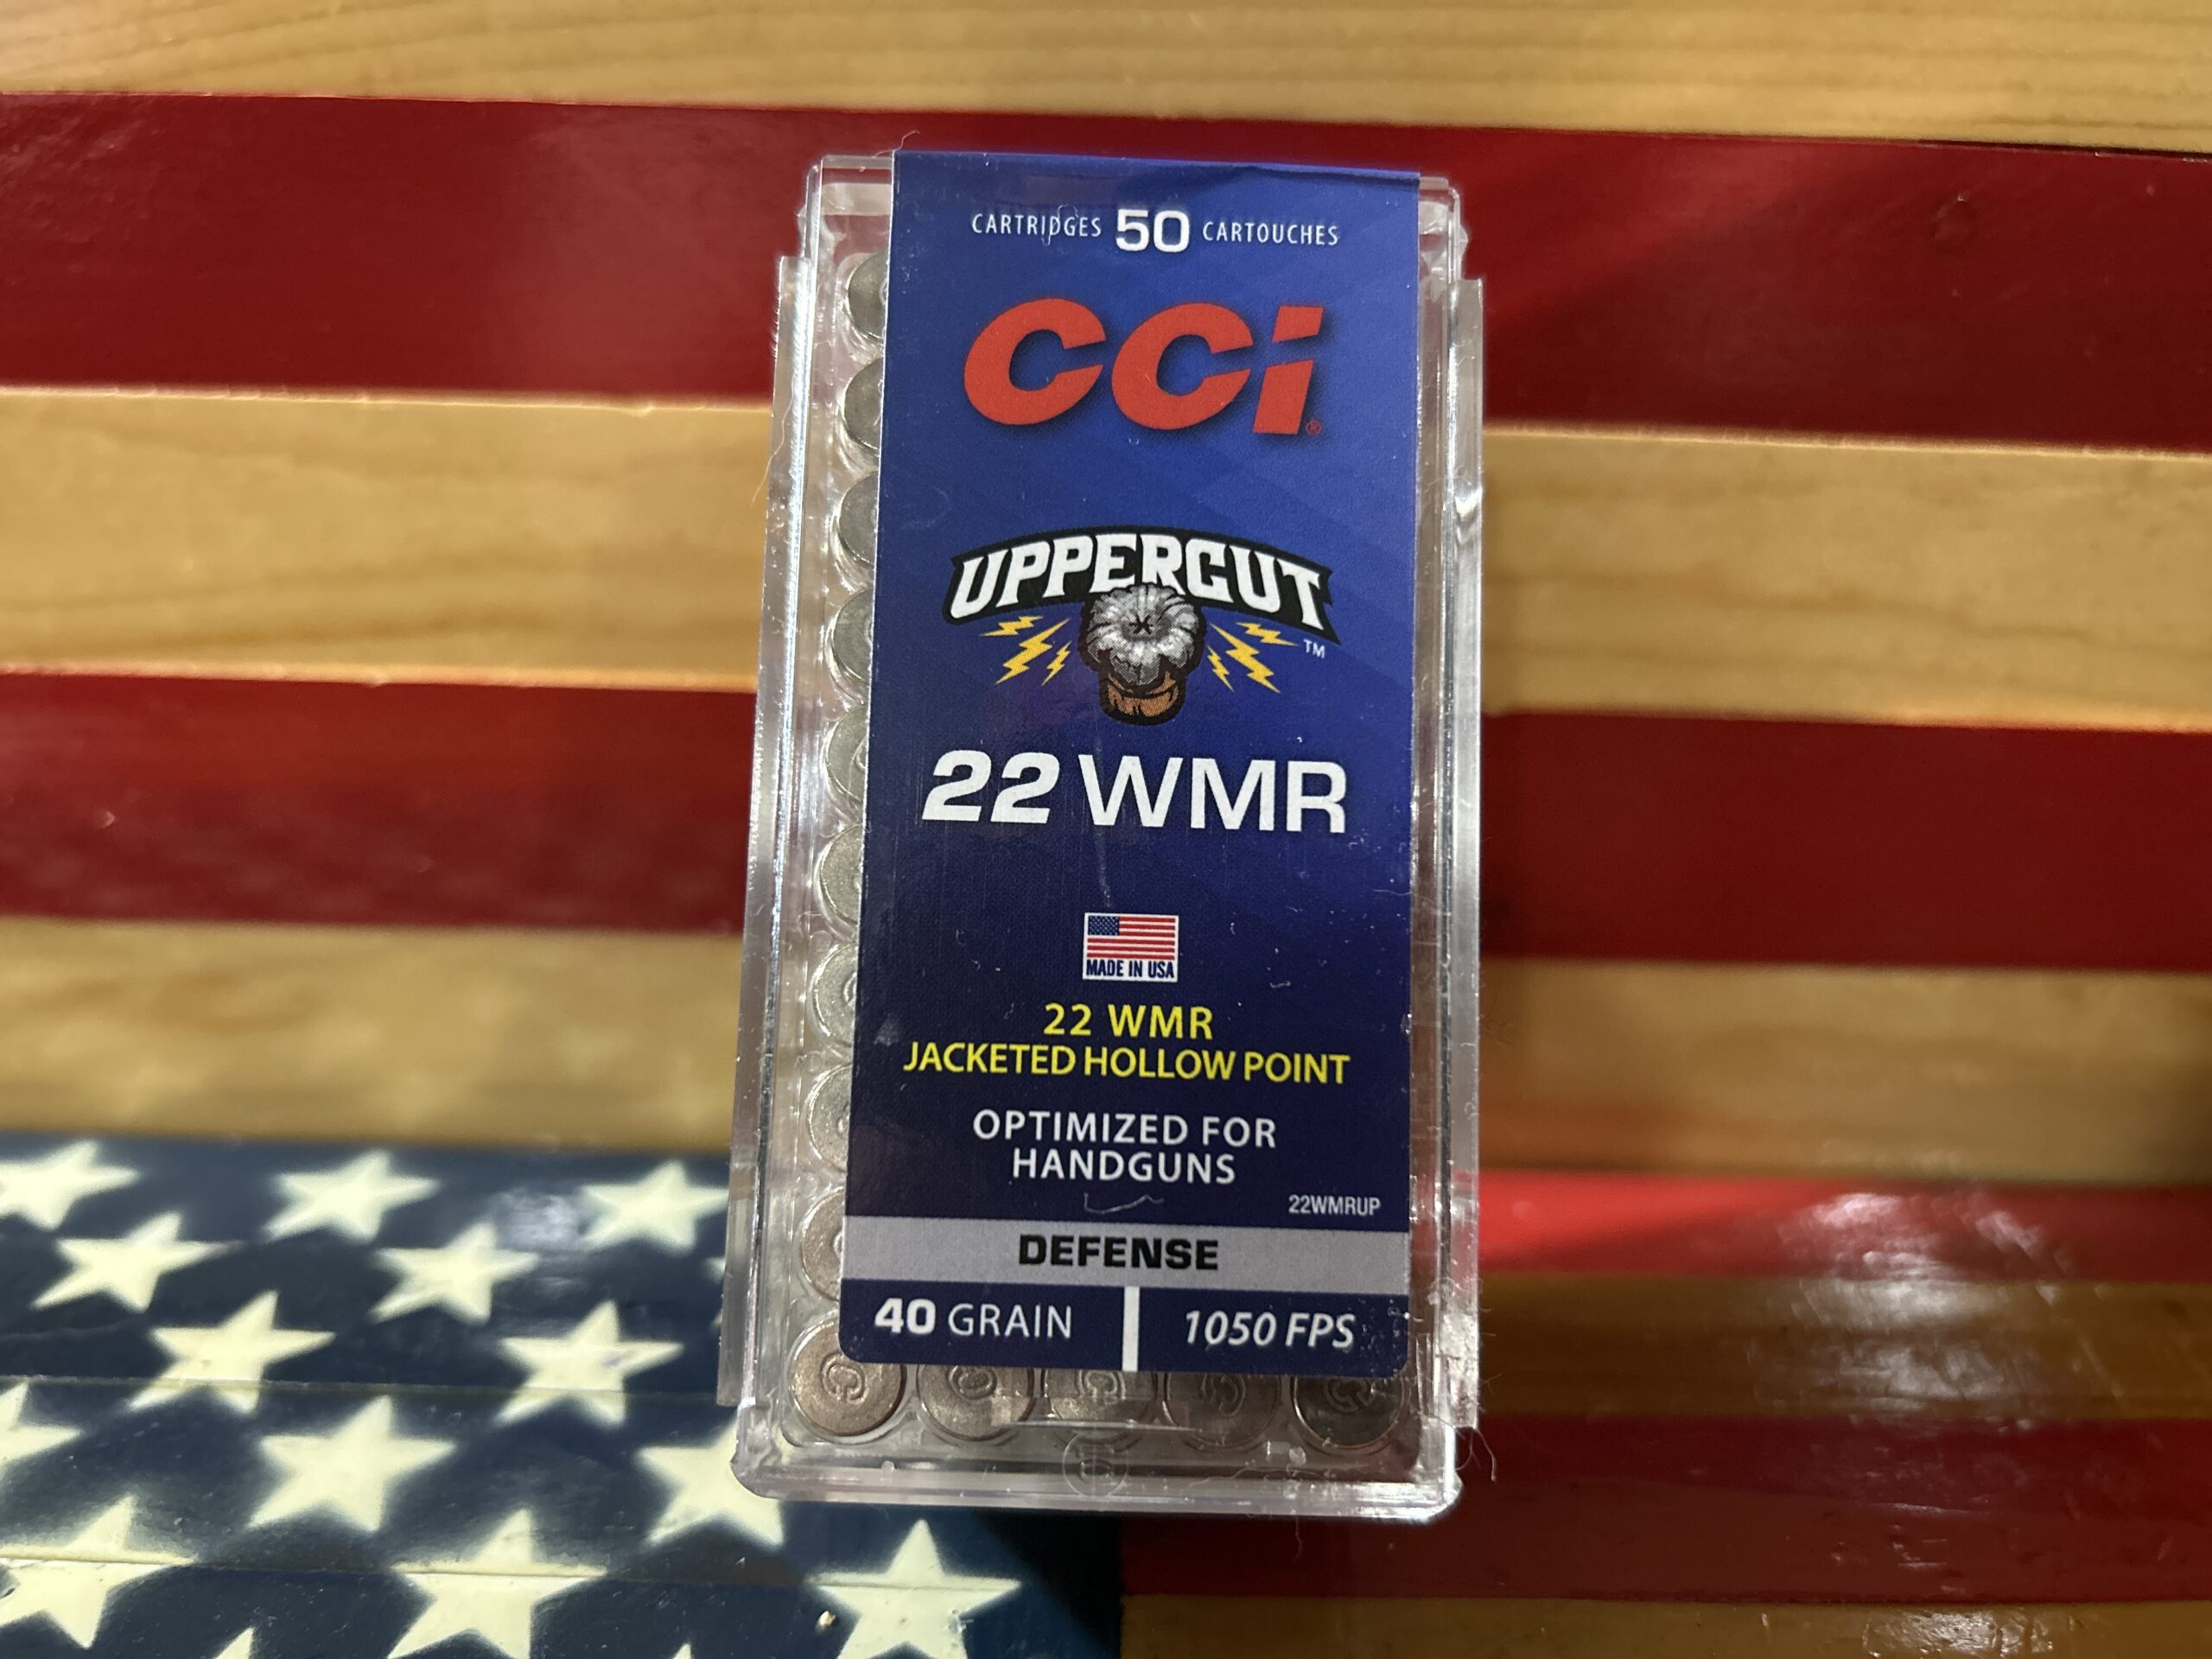 CARTRIDGES 50 CARTOUCHES
CCI®
UPPERCUT™
22 WMR
MADE IN USA
22 WMR
JACKETED HOLLOW POINT
OPTIMIZED FOR
HANDGUNS
22WMRUP
DEFENSE
40 GRAIN 1050 FPS
C C C C C